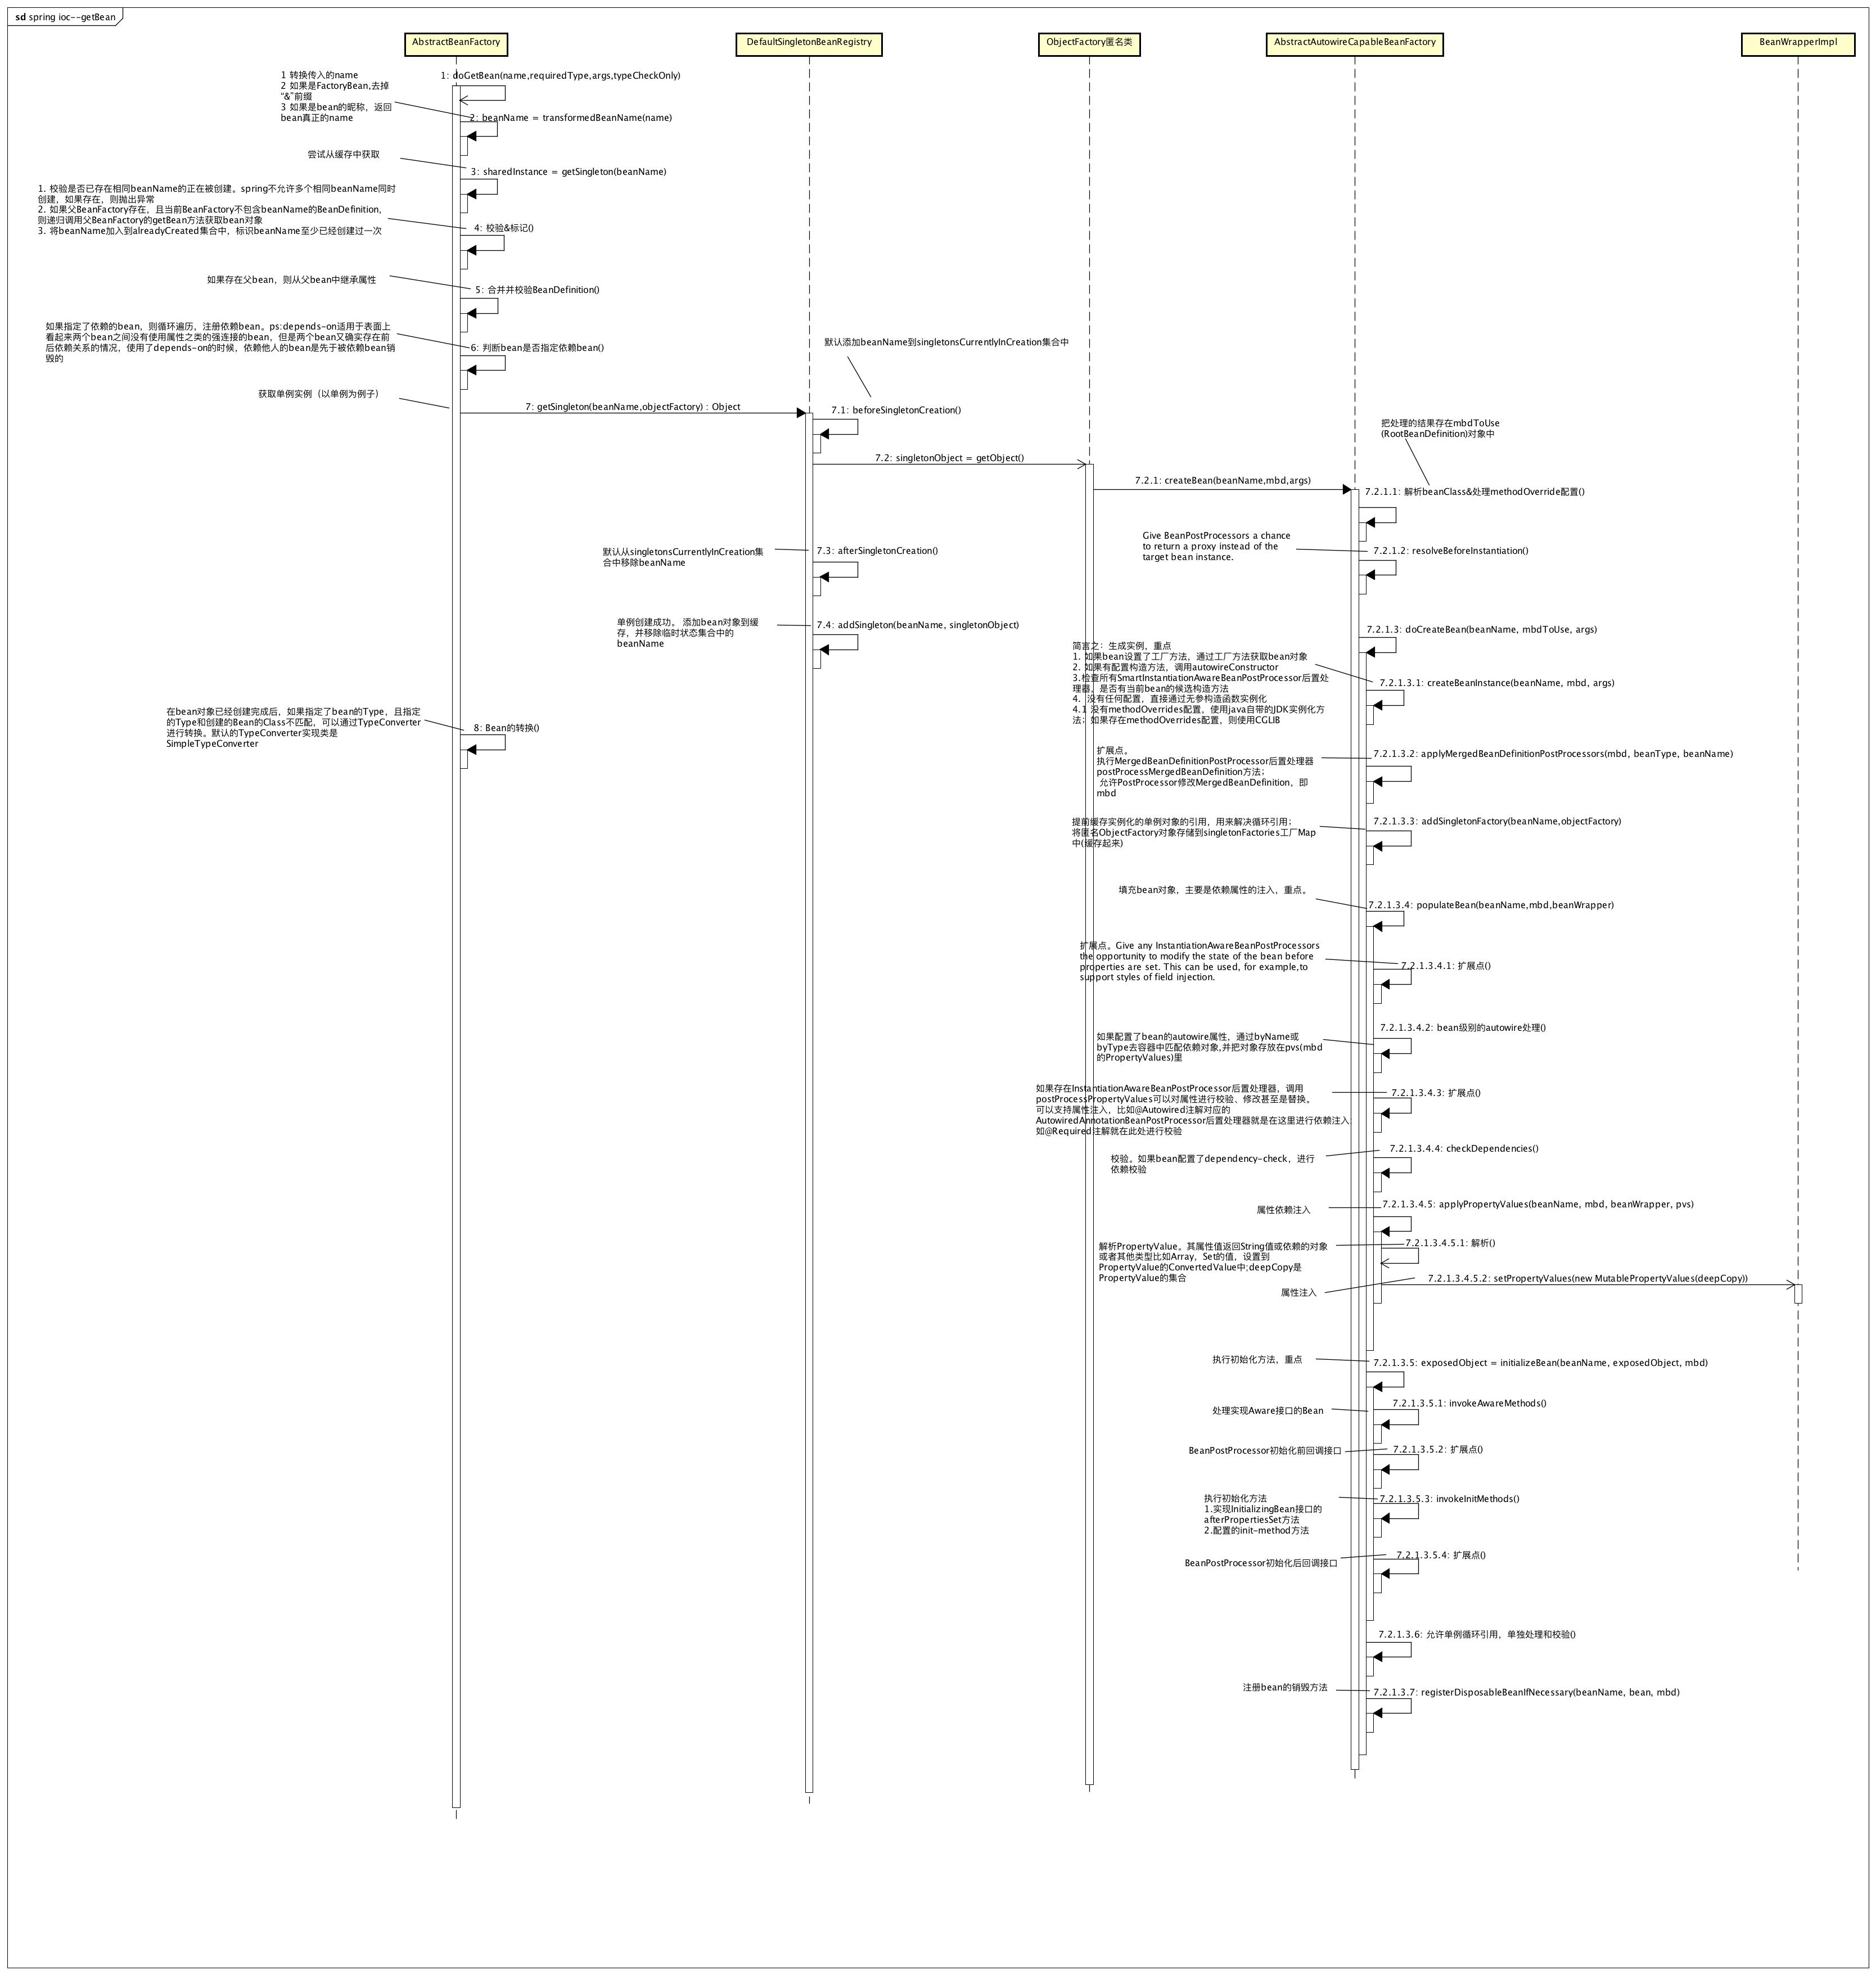 sd spring ioc--getBean
AbstractBeanFactory
DefaultSingletonBeanRegistry
ObjectFactory匿名类
AbstractAutowireCapableBeanFactory
BeanWrapperImpl
1 转换传入的name
2 如果是FactoryBean,去掉
"&"前缀
3 如果是bean的昵称，返回
bean真正的name
1: doGetBean(name,requiredType,args,typeCheckOnly)
2: beanName = transformedBeanName(name)
尝试从缓存中获取
3: sharedInstance = getSingleton(beanName)
1. 校验是否已存在相同beanName的正在被创建。spring不允许多个相同beanName同时
创建，如果存在，则抛出异常
2. 如果父BeanFactory存在，且当前BeanFactory不包含beanName的BeanDefinition,
则递归调用父BeanFactory的getBean方法获取bean对象
3. 将beanName加入到alreadyCreated集合中，标识beanName至少已经创建过一次
4: 校验&标记()
如果存在父bean，则从父bean中继承属性
5: 合并并校验BeanDefinition()
如果指定了依赖的bean，则循环遍历，注册依赖bean。ps:depends-on适用于表面上
看起来两个bean之间没有使用属性之类的强连接的bean，但是两个bean又确实存在前
后依赖关系的情况，使用了depends-on的时候，依赖他人的bean是先于被依赖bean销
毁的
6: 判断bean是否指定依赖bean()
默认添加beanName到singletonsCurrentlyInCreation集合中
获取单例实例（以单例为例子）
7: getSingleton(beanName,objectFactory) : Object
7.1: beforeSingletonCreation()
把处理的结果存在mbdToUse
(RootBeanDefinition)对象中
7.2: singletonObject = getObject()
7.2.1: createBean(beanName,mbd,args)
7.2.1.1: 解析beanClass&处理methodOverride配置()
Give BeanPostProcessors a chance
to return a proxy instead of the
target bean instance.
7.2.1.2: resolveBeforeInstantiation()
默认从singletonsCurrentlyInCreation集
合中移除beanName
7.3: afterSingletonCreation()
单例创建成功。 添加bean对象到缓
存，并移除临时状态集合中的
beanName
7.4: addSingleton(beanName, singletonObject)
7.2.1.3: doCreateBean(beanName, mbdToUse, args)
简言之：生成实例，重点
1. 如果bean设置了工厂方法，通过工厂方法获取bean对象
2. 如果有配置构造方法，调用autowireConstructor
3.检查所有SmartInstantiationAwareBeanPostProcessor后置处
理器，是否有当前bean的候选构造方法
4. 没有任何配置，直接通过无参构造函数实例化
4.1 没有methodOverrides配置，使用java自带的JDK实例化方
法；如果存在methodOverrides配置，则使用CGLIB
7.2.1.3.1: createBeanInstance(beanName, mbd, args)
在bean对象已经创建完成后，如果指定了bean的Type，且指定
的Type和创建的Bean的Class不匹配，可以通过TypeConverter
进行转换。默认的TypeConverter实现类是
SimpleTypeConverter
8: Bean的转换()
扩展点。
执行MergedBeanDefinitionPostProcessor后置处理器
postProcessMergedBeanDefinition方法；
允许PostProcessor修改MergedBeanDefinition，即
mbd
7.2.1.3.2: applyMergedBeanDefinitionPostProcessors(mbd, beanType, beanName)
提前缓存实例化的单例对象的引用，用来解决循环引用；
将匿名ObjectFactory对象存储到singletonFactories工厂Map
中(缓存起来)
7.2.1.3.3: addSingletonFactory(beanName,objectFactory)
填充bean对象，主要是依赖属性的注入，重点。
7.2.1.3.4: populateBean(beanName,mbd,beanWrapper)
扩展点。Give any InstantiationAwareBeanPostProcessors
the opportunity to modify the state of the bean before
properties are set. This can be used, for example,to
support styles of field injection.
7.2.1.3.4.1: 扩展点()
7.2.1.3.4.2: bean级别的autowire处理()
如果配置了bean的autowire属性，通过byName或
byType去容器中匹配依赖对象,并把对象存放在pvs(mbd
的PropertyValues)里
如果存在InstantiationAwareBeanPostProcessor后置处理器，调用
postProcessPropertyValues可以对属性进行校验、修改甚至是替换。
可以支持属性注入，比如@Autowired注解对应的
AutowiredAnnotationBeanPostProcessor后置处理器就是在这里进行依赖注入;
如@Required注解就在此处进行校验
7.2.1.3.4.3: 扩展点()
7.2.1.3.4.4: checkDependencies()
校验。如果bean配置了dependency-check，进行
依赖校验
属性依赖注入
7.2.1.3.4.5: applyPropertyValues(beanName, mbd, beanWrapper, pvs)
解析PropertyValue。其属性值返回String值或依赖的对象
或者其他类型比如Array，Set的值，设置到
PropertyValue的ConvertedValue中;deepCopy是
PropertyValue的集合
7.2.1.3.4.5.1: 解析()
属性注入
7.2.1.3.4.5.2: setPropertyValues(new MutablePropertyValues(deepCopy))
执行初始化方法，重点
7.2.1.3.5: exposedObject = initializeBean(beanName, exposedObject, mbd)
处理实现Aware接口的Bean
7.2.1.3.5.1: invokeAwareMethods()
BeanPostProcessor初始化前回调接口
7.2.1.3.5.2: 扩展点()
执行初始化方法
1.实现InitializingBean接口的
afterPropertiesSet方法
2.配置的init-method方法
7.2.1.3.5.3: invokeInitMethods()
BeanPostProcessor初始化后回调接口
7.2.1.3.5.4: 扩展点()
7.2.1.3.6: 允许单例循环引用，单独处理和校验()
注册bean的销毁方法
7.2.1.3.7: registerDisposableBeanIfNecessary(beanName, bean, mbd)